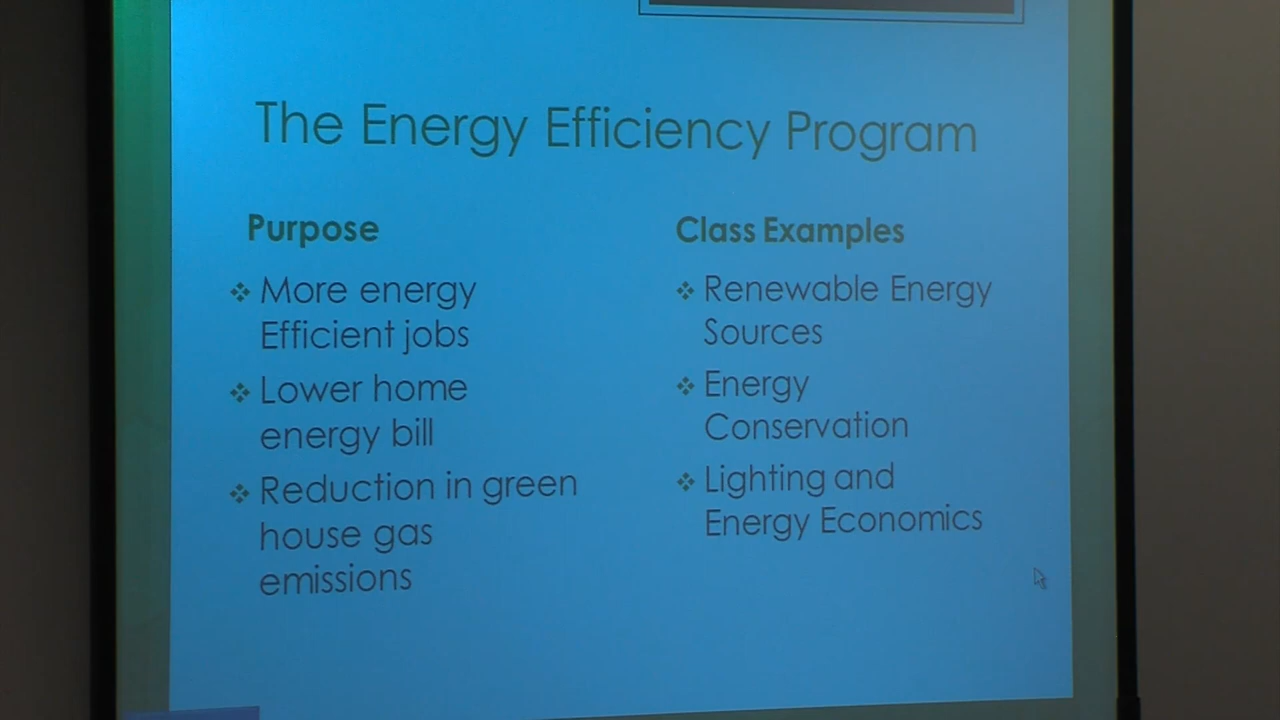 The Energy Efficiency Program
Purpose
❖ More energy
Efficient jobs
❖ Lower home
energy bill
❖ Reduction in green
house gas
emissions
Class Examples
❖ Renewable Energy
Sources
❖ Energy
Conservation
❖ Lighting and
Energy Economics